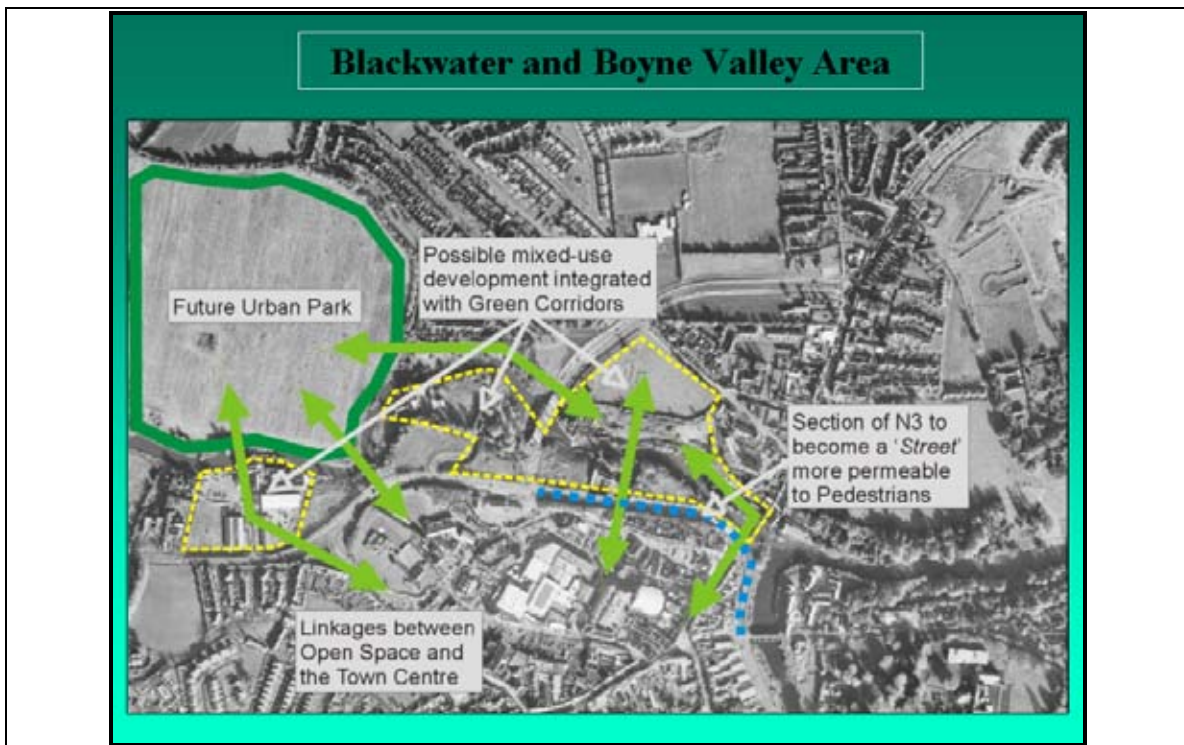 Blackwater and Boyne Valley Area
Possible mixed-use
development integrated
with Green Corridors
Future Urban Park
Section of N3 to
become a ‘Street’
more permeable
to Pedestrians
Linkages between
Open Space and
the Town Centre